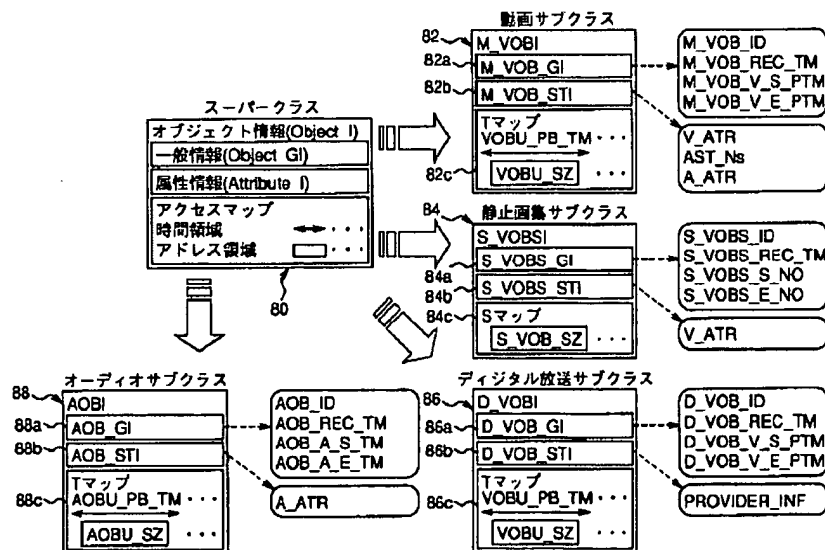 動画サブクラス
82
M_VOBI
82a
M_VOB_GI
82b
M_VOB_STI
Tマップ
VOBU_PB_TM ・・・
82c
VOBU_SZ ・・・
M_VOB_ID
M_VOB_REC_TM
M_VOB_V_S_PTM
M_VOB_V_E_PTM
V_ATR
AST_Ns
A_ATR
スーパークラス
オブジェクト情報(Object I)
一般情報(Object GI)
属性情報(Attribute I)
アクセスマップ
時間領域 ・・・
アドレス領域 ・・・
80
静止画集サブクラス
84
S_VOBSI
84a
S_VOBS_GI
84b
S_VOBS_STI
84c
Sマップ
S_VOB_SZ ・・・
S_VOBS_ID
S_VOBS_REC_TM
S_VOBS_S_NO
S_VOBS_E_NO
V_ATR
オーディオサブクラス
88
AOBI
88a
AOB_GI
88b
AOB_STI
Tマップ
88c
AOBU_PB_TM ・・・
AOBU_SZ ・・・
AOB_ID
AOB_REC_TM
AOB_A_S_TM
AOB_A_E_TM
A_ATR
ディジタル放送サブクラス
86
D_VOBI
86a
D_VOB_GI
86b
D_VOB_STI
Tマップ
86c
VOBU_PB_TM ・・・
VOBU_SZ ・・・
D_VOB_ID
D_VOB_REC_TM
D_VOB_V_S_PTM
D_VOB_V_E_PTM
PROVIDER_INF